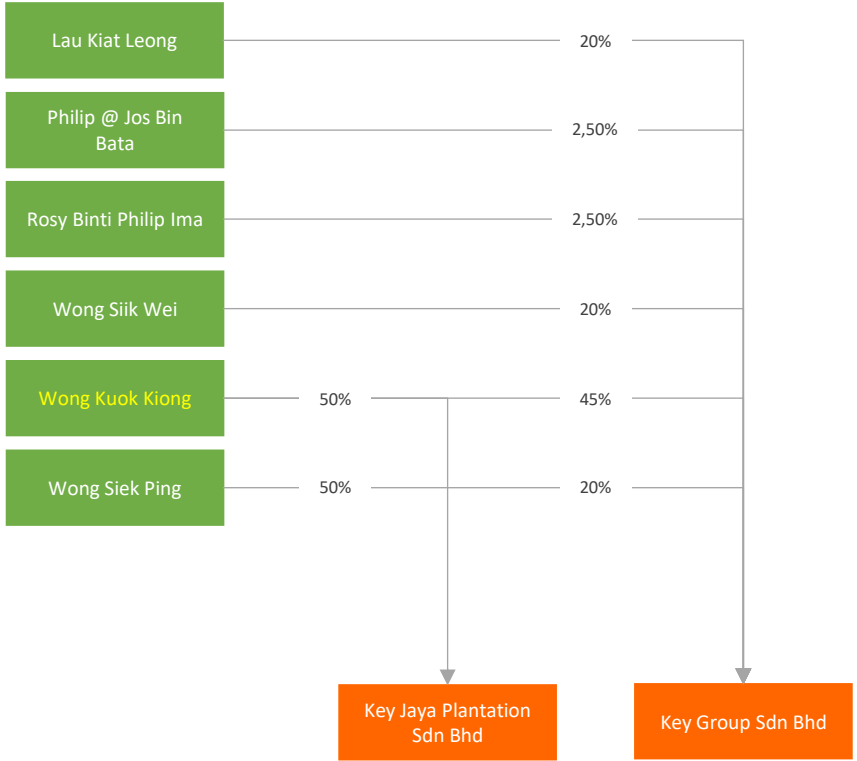 Lau Kiat Leong
20%
Philip @ Jos Bin
Bata
2,50%
Rosy Binti Philip Ima
2,50%
Wong Siik Wei
20%
Wong Kuok Kiong
50%
45%
Wong Siek Ping
50%
20%
Key Jaya Plantation
Sdn Bhd
Key Group Sdn Bhd